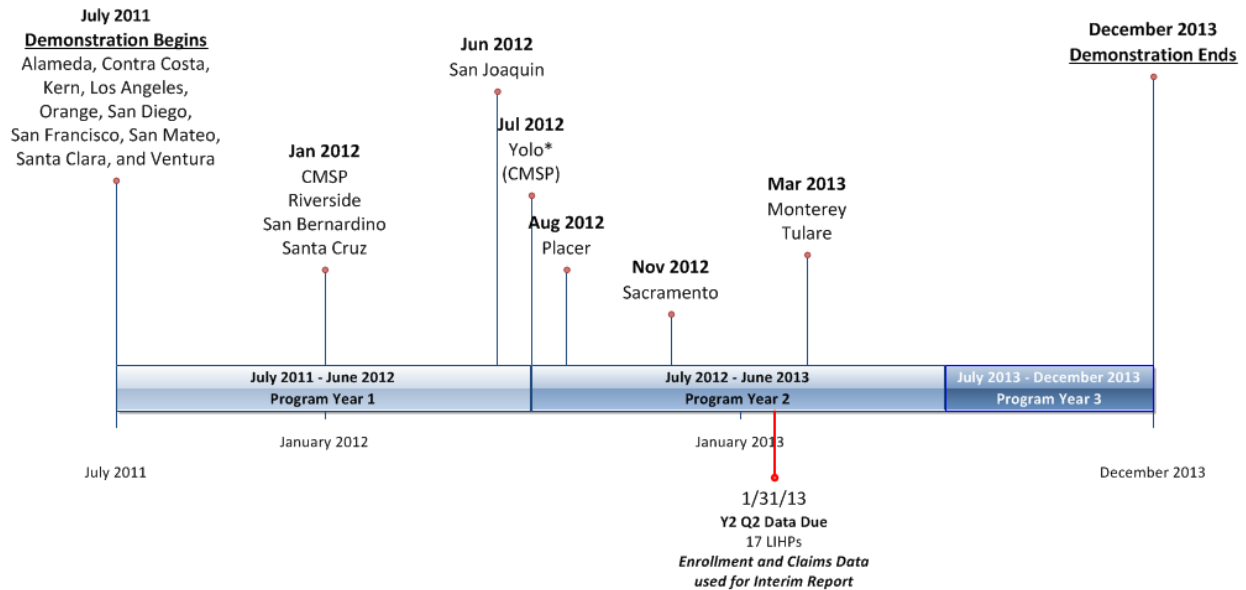 July 2011
Demonstration Begins
Alameda, Contra Costa,
Kern, Los Angeles,
Orange, San Diego,
San Francisco, San Mateo,
Santa Clara, and Ventura
Jan 2012
CMSP
Riverside
San Bernardino
Santa Cruz
Jun 2012
San Joaquin
Jul 2012
Yolo*
(CMSP)
Aug 2012
Placer
Nov 2012
Sacramento
Mar 2013
Monterey
Tulare
December 2013
Demonstration Ends
July 2011 - June 2012
Program Year 1
July 2012 - June 2013
Program Year 2
July 2013 - December 2013
Program Year 3
January 2012
January 2013
July 2011
December 2013
1/31/13
Y2 Q2 Data Due
17 LIHPs
Enrollment and Claims Data
used for Interim Report